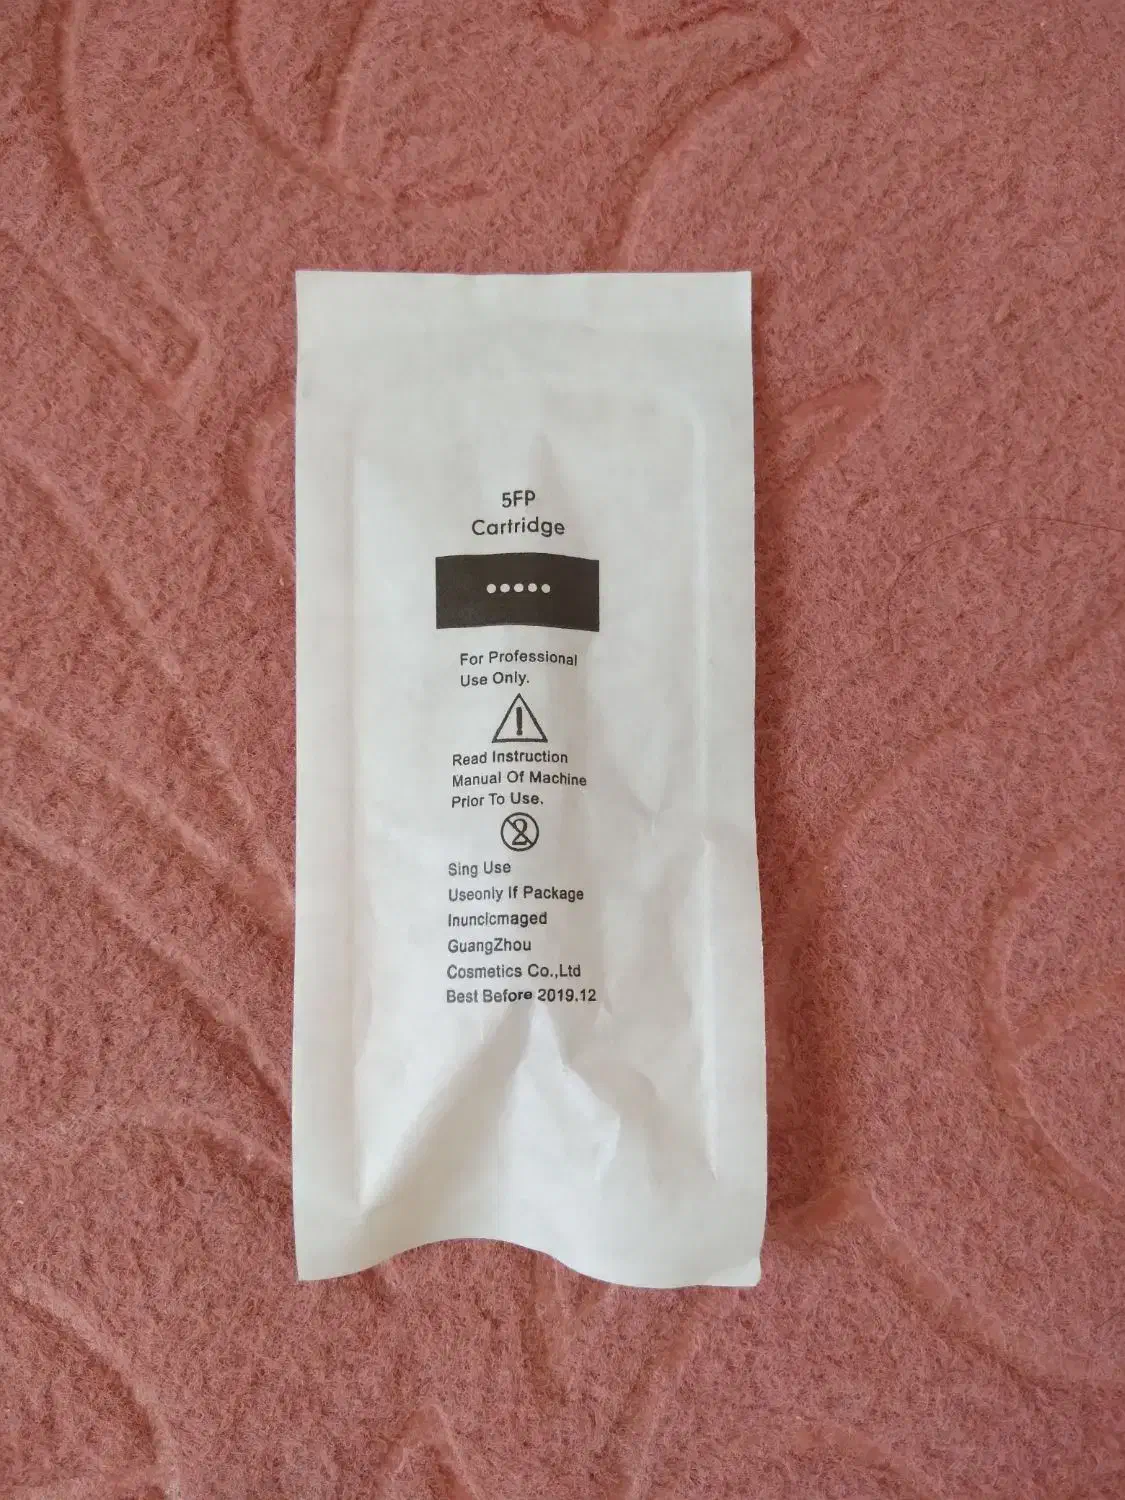 5FP
Cartridge
For Professional
Use Only.
Read Instruction
Manual Of Machine
Prior To Use.
Sing Use
Useonly If Package
Inuncicmaged
GuangZhou
Cosmetics Co.,Ltd
Best Before 2019.12